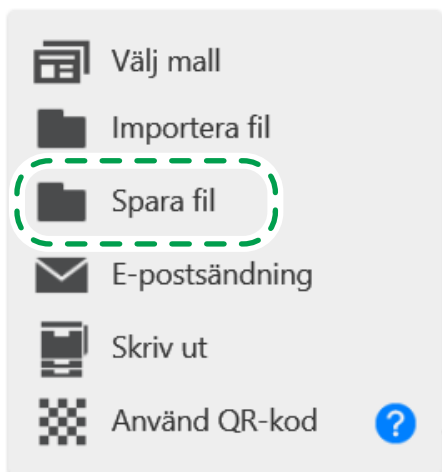 Välj mall
Importera fil
Spara fil
E-postsändning
Skriv ut
Använd QR-kod ?